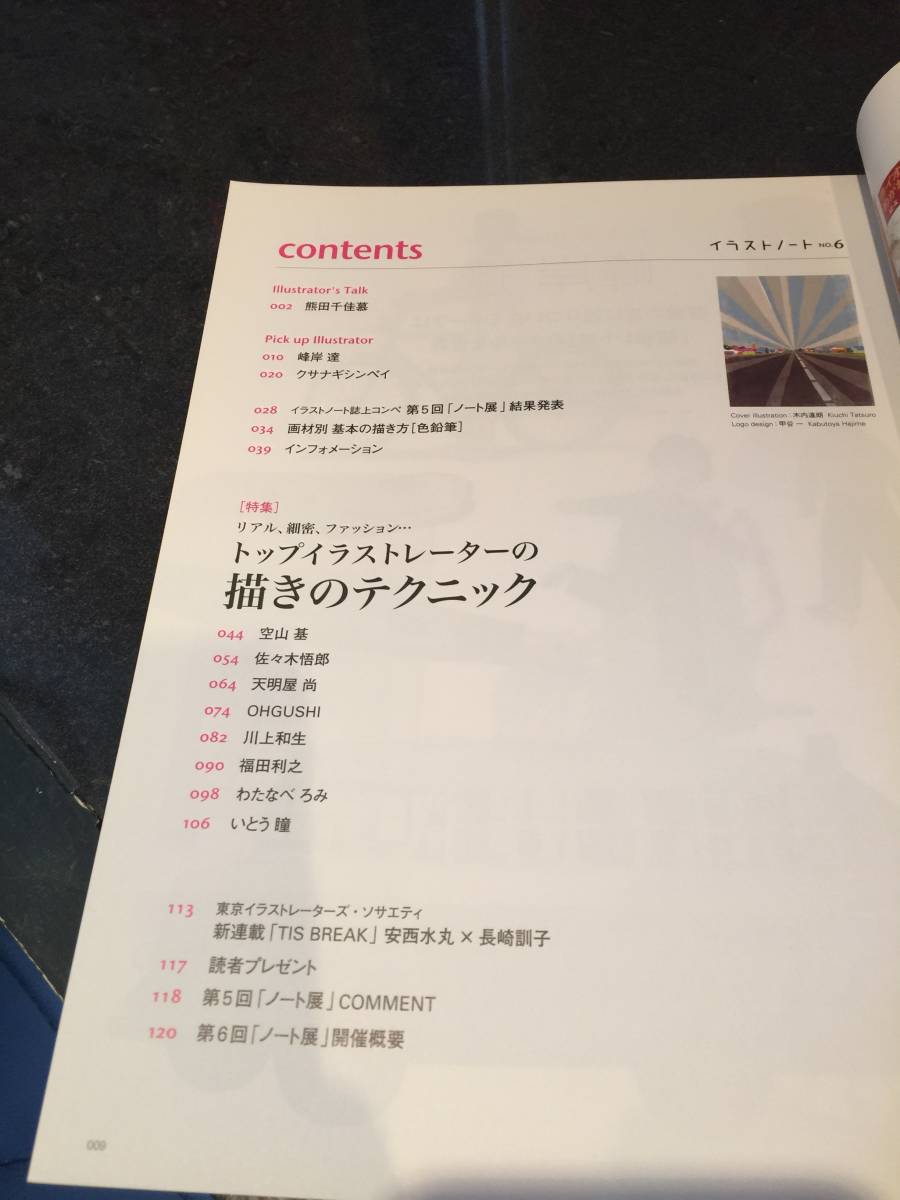 contents
イラストノート NO.6
Illustrator's Talk
002 熊田千佳慕
Pick up Illustrator
010 峰岸 達
020 クサナギシンペイ
028 イラストノート誌上コンペ 第5回「ノート展」結果発表
034 画材別 基本の描き方[色鉛筆]
039 インフォメーション
Cover illustration：木内達朗 Kiuchi Tatsuro
Logo design：甲谷 一 Kabutoya Hajime
[特集]
リアル、細密、ファッション…
トップイラストレーターの
描きのテクニック
044 空山 基
054 佐々木悟郎
064 天明屋 尚
074 OHGUSHI
082 川上和生
090 福田利之
098 わたなべ ろみ
106 いとう 瞳
113 東京イラストレーターズ・ソサエティ
新連載「TIS BREAK」安西水丸×長崎訓子
117 読者プレゼント
118 第5回「ノート展」COMMENT
120 第6回「ノート展」開催概要
009